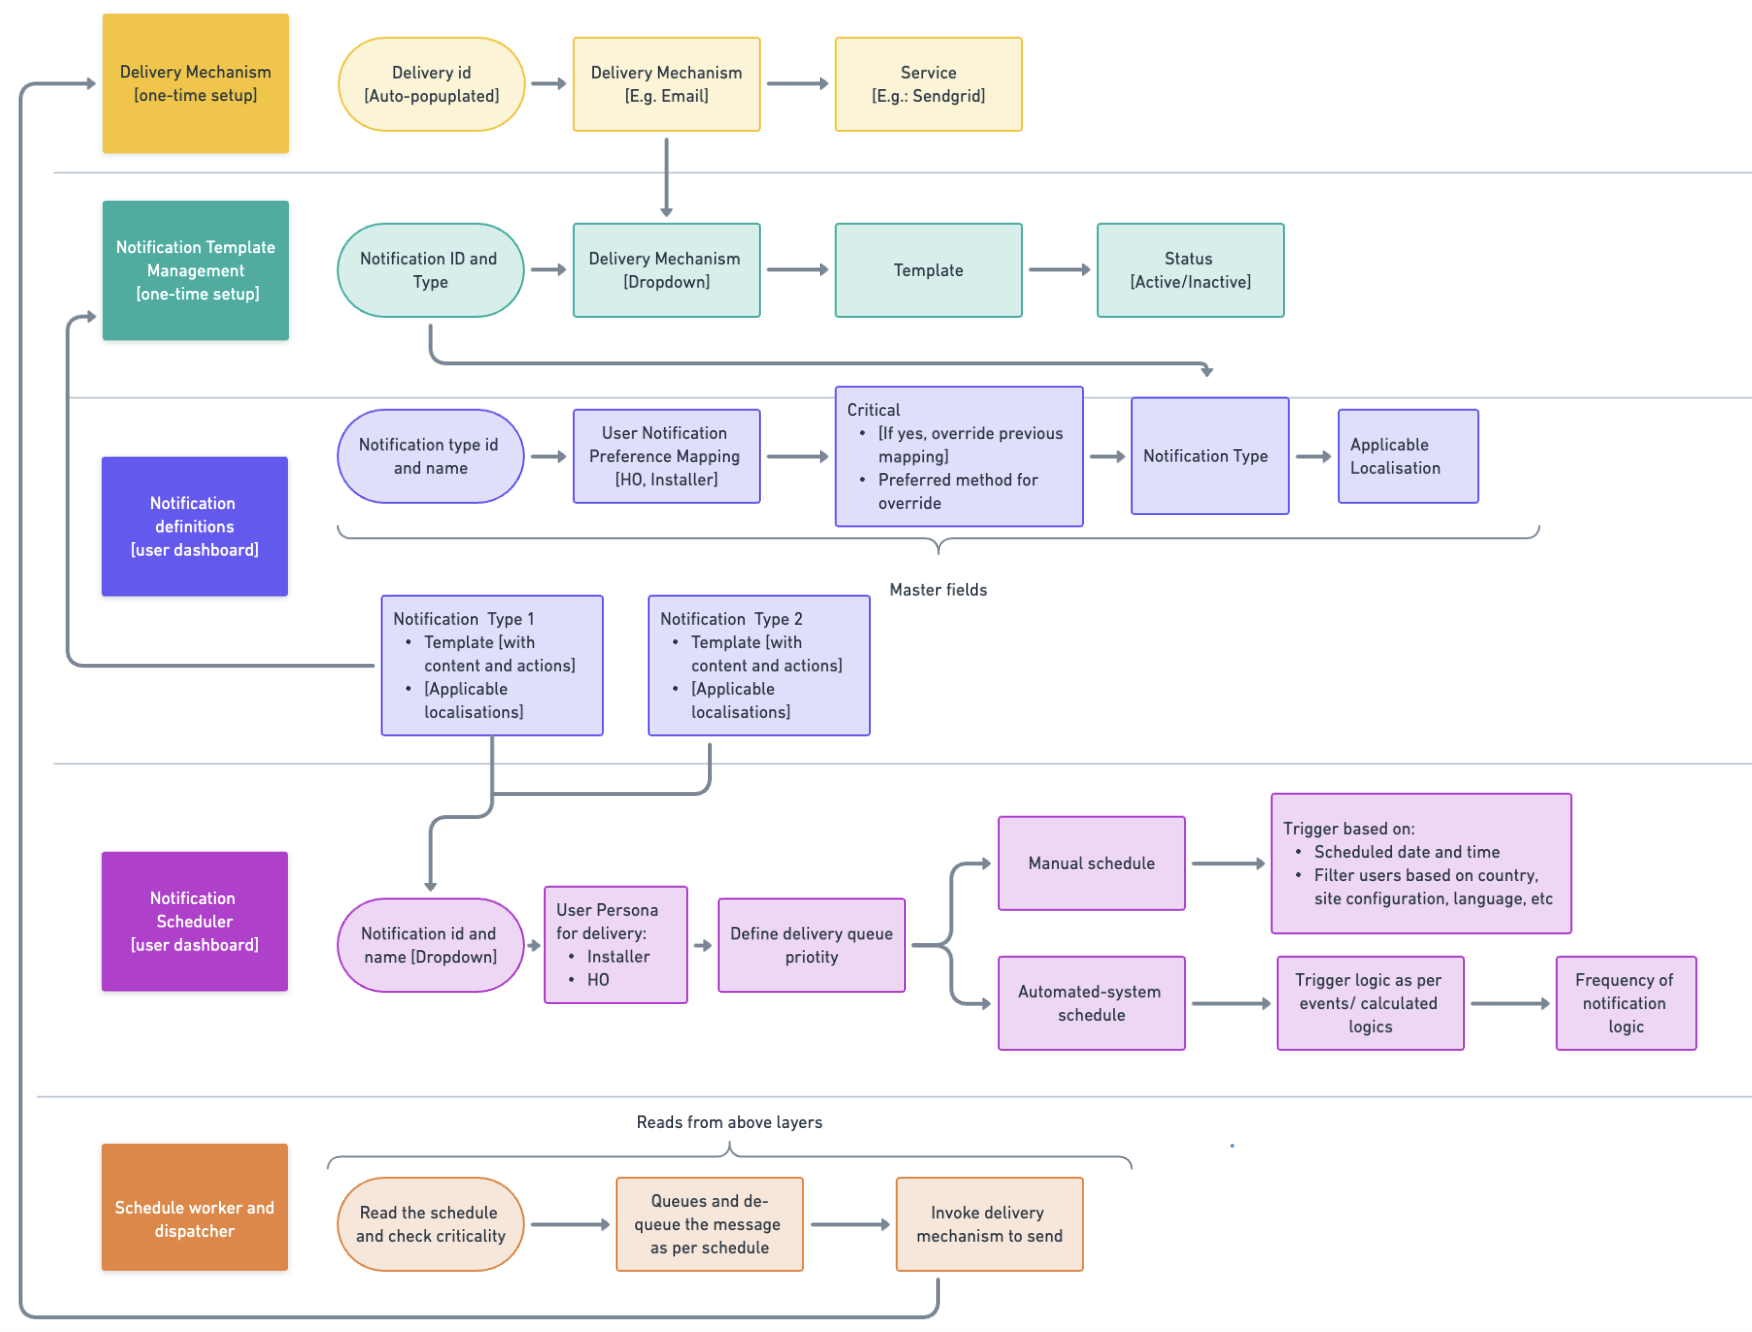 Delivery Mechanism
[one-time setup]
Delivery id
[Auto-popuplated]
Delivery Mechanism
[E.g. Email]
Service
[E.g.: Sendgrid]
Notification Template
Management
[one-time setup]
Notification ID and
Type
Delivery Mechanism
[Dropdown]
Template
Status
[Active/Inactive]
Notification
definitions
[user dashboard]
Notification type id
and name
User Notification
Preference Mapping
[HO, Installer]
Critical
• [If yes, override previous
mapping]
• Preferred method for
override
Notification Type
Applicable
Localisation
Master fields
Notification Type 1
• Template [with
content and actions]
• [Applicable
localisations]
Notification Type 2
• Template [with
content and actions]
• [Applicable
localisations]
Notification
Scheduler
[user dashboard]
Notification id and
name [Dropdown]
User Persona
for delivery:
• Installer
• HO
Define delivery queue
priotity
Manual schedule
Trigger based on:
• Scheduled date and time
• Filter users based on country,
site configuration, language, etc
Automated-system
schedule
Trigger logic as per
events/ calculated
logics
Frequency of
notification
logic
Reads from above layers
Schedule worker and
dispatcher
Read the schedule
and check criticality
Queues and de-
queue the message
as per schedule
Invoke delivery
mechanism to send